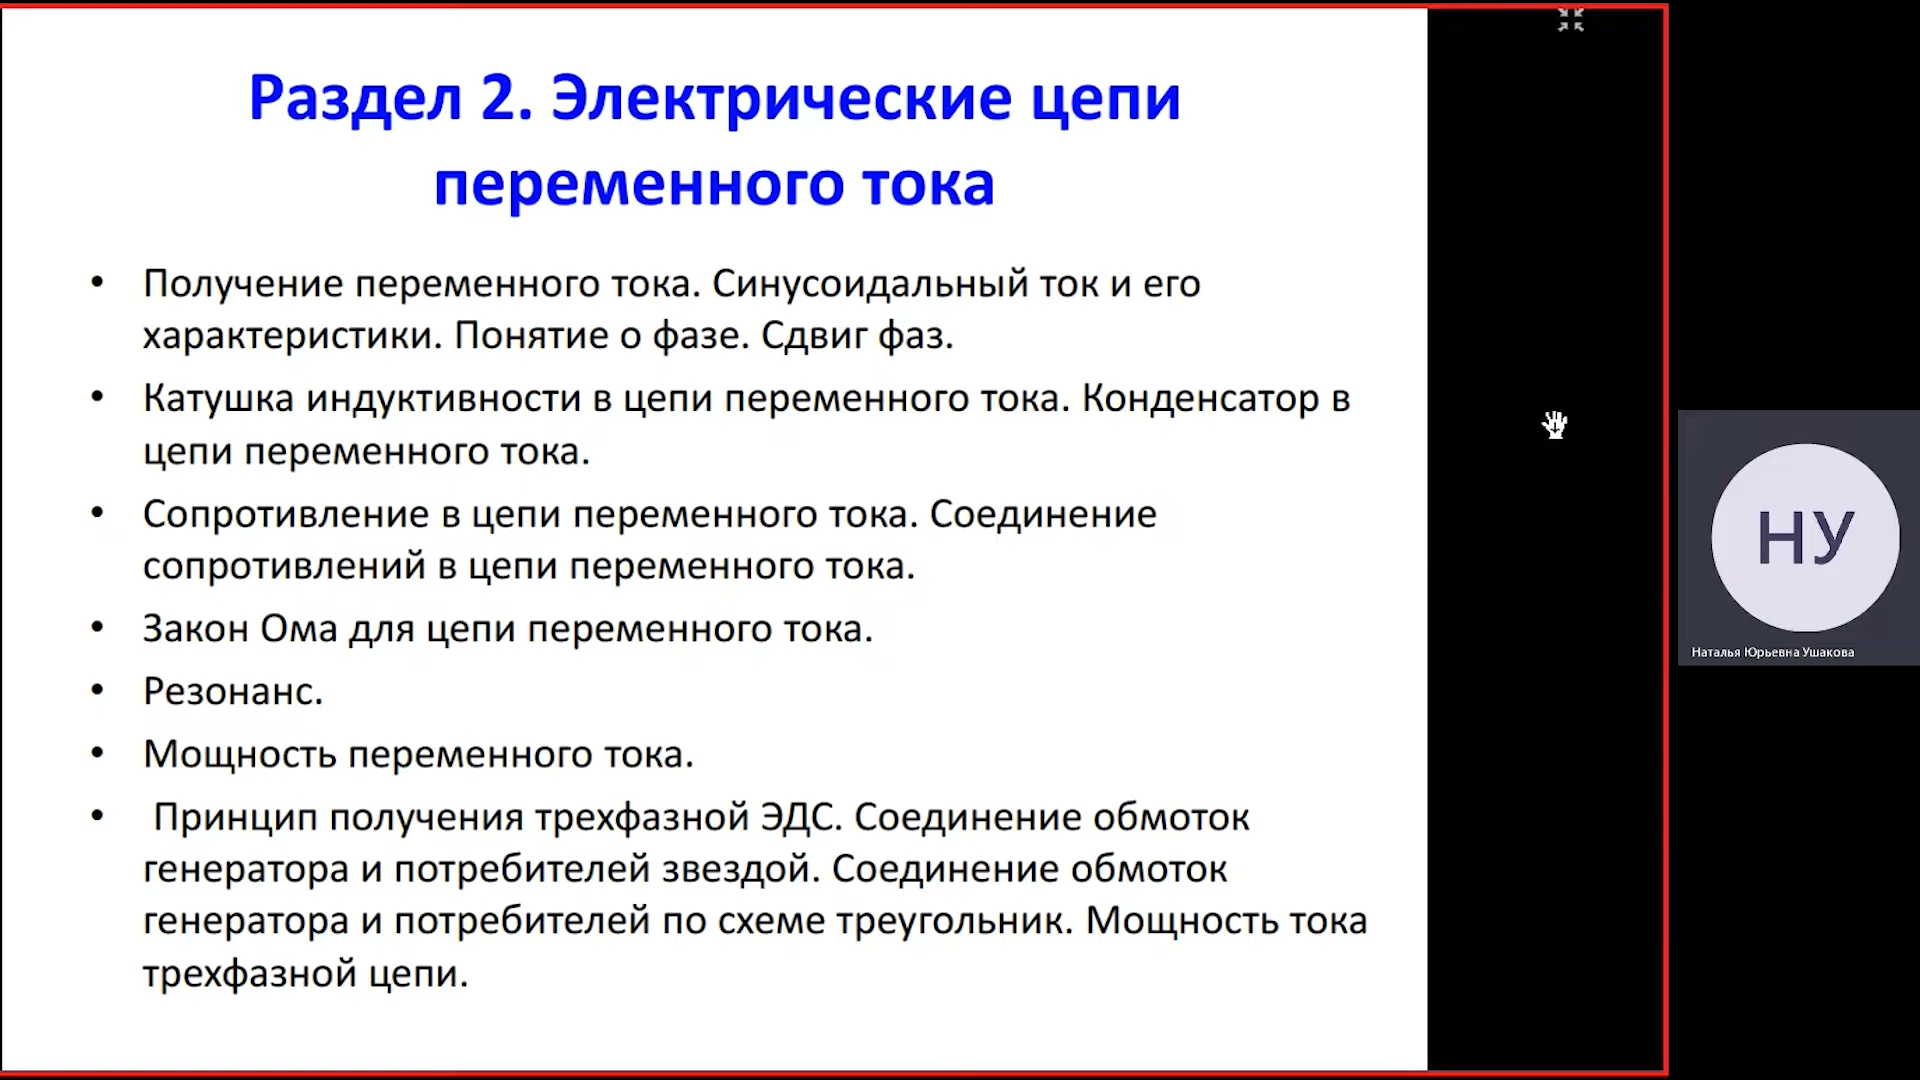 Раздел 2. Электрические цепи
переменного тока
• Получение переменного тока. Синусоидальный ток и его
характеристики. Понятие о фазе. Сдвиг фаз.
• Катушка индуктивности в цепи переменного тока. Конденсатор в
цепи переменного тока.
• Сопротивление в цепи переменного тока. Соединение
сопротивлений в цепи переменного тока.
• Закон Ома для цепи переменного тока.
• Резонанс.
• Мощность переменного тока.
• Принцип получения трехфазной ЭДС. Соединение обмоток
генератора и потребителей звездой. Соединение обмоток
генератора и потребителей по схеме треугольник. Мощность тока
трехфазной цепи.
НУ
Наталья Юрьевна Ушакова